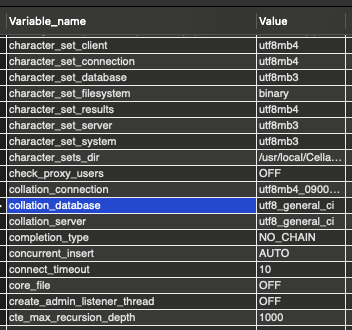 Variable_name Value
character_set_client utf8mb4
character_set_connection utf8mb4
character_set_database utf8mb3
character_set_filesystem binary
character_set_results utf8mb4
character_set_server utf8mb3
character_set_system utf8mb3
character_sets_dir /usr/local/Cella...
check_proxy_users OFF
collation_connection utf8mb4_0900...
collation_database utf8_general_ci
collation_server utf8_general_ci
completion_type NO_CHAIN
concurrent_insert AUTO
connect_timeout 10
core_file OFF
create_admin_listener_thread OFF
cte_max_recursion_depth 1000